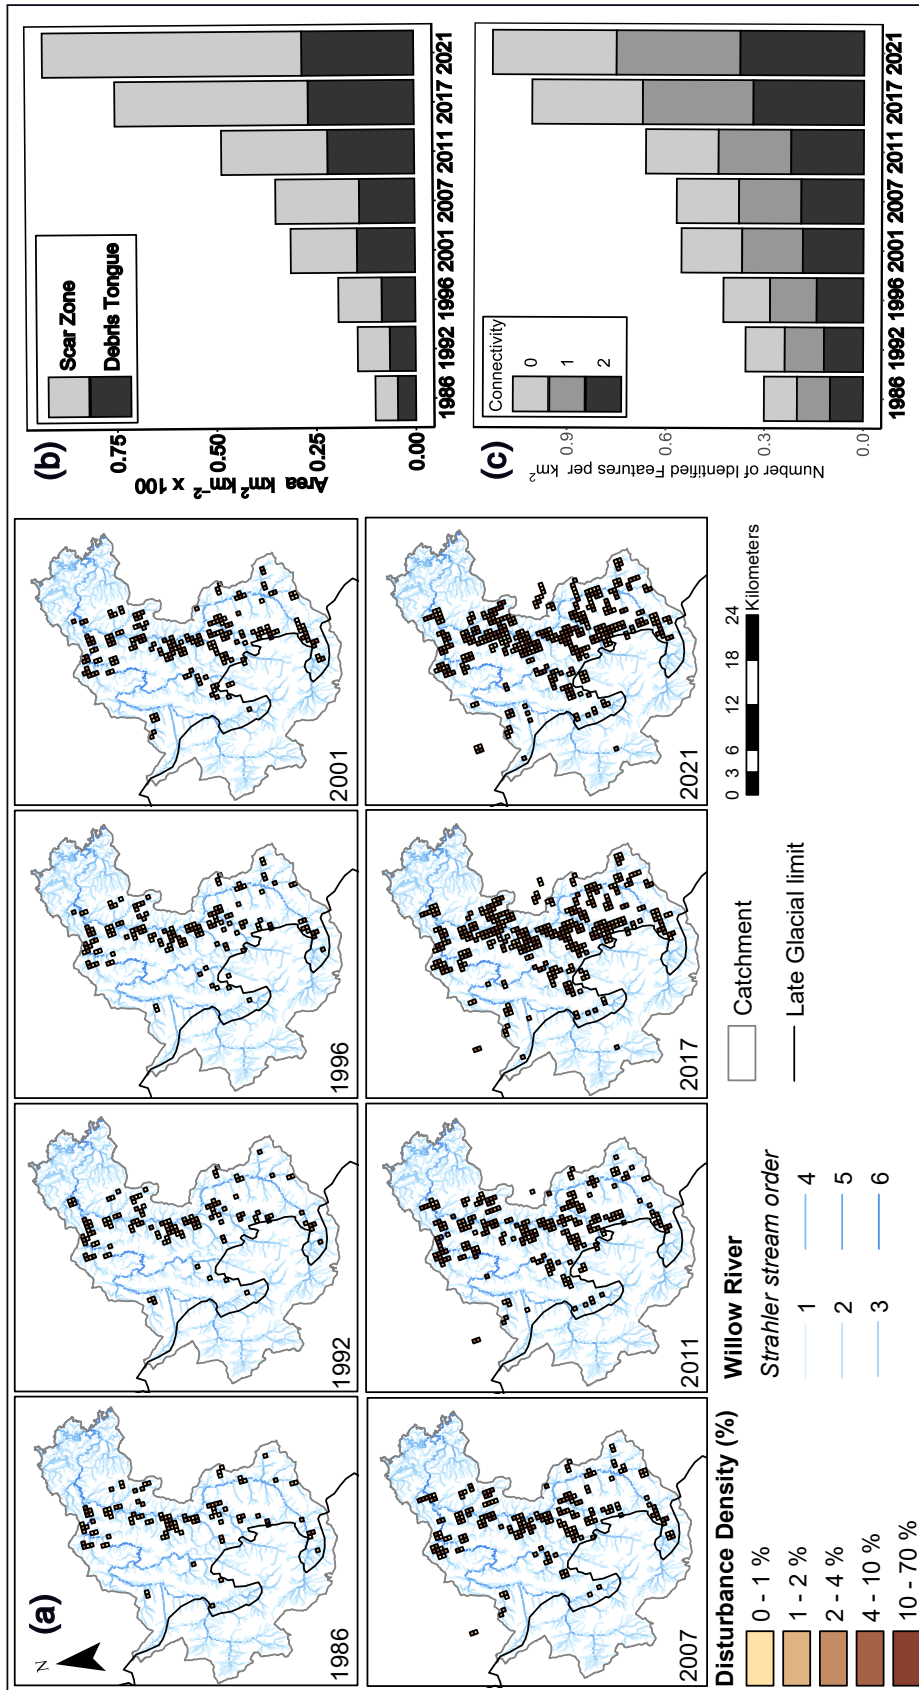 (a)
N
1986
1992
1996
2001
2007
2011
2017
2021
Disturbance Density (%)
0 - 1 %
1 - 2 %
2 - 4 %
4 - 10 %
10 - 70 %
Willow River
Strahler stream order
1
2
3
4
5
6
Catchment
Late Glacial limit
0 3 6 12 18 24
Kilometers
(b)
Scar Zone
Debris Tongue
Area km² km⁻² x 100
0.75
0.50
0.25
0.00
1986 1992 1996 2001 2007 2011 2017 2021
(c)
Connectivity
0
1
2
Number of Identified Features per km²
0.9
0.6
0.3
0.0
1986 1992 1996 2001 2007 2011 2017 2021